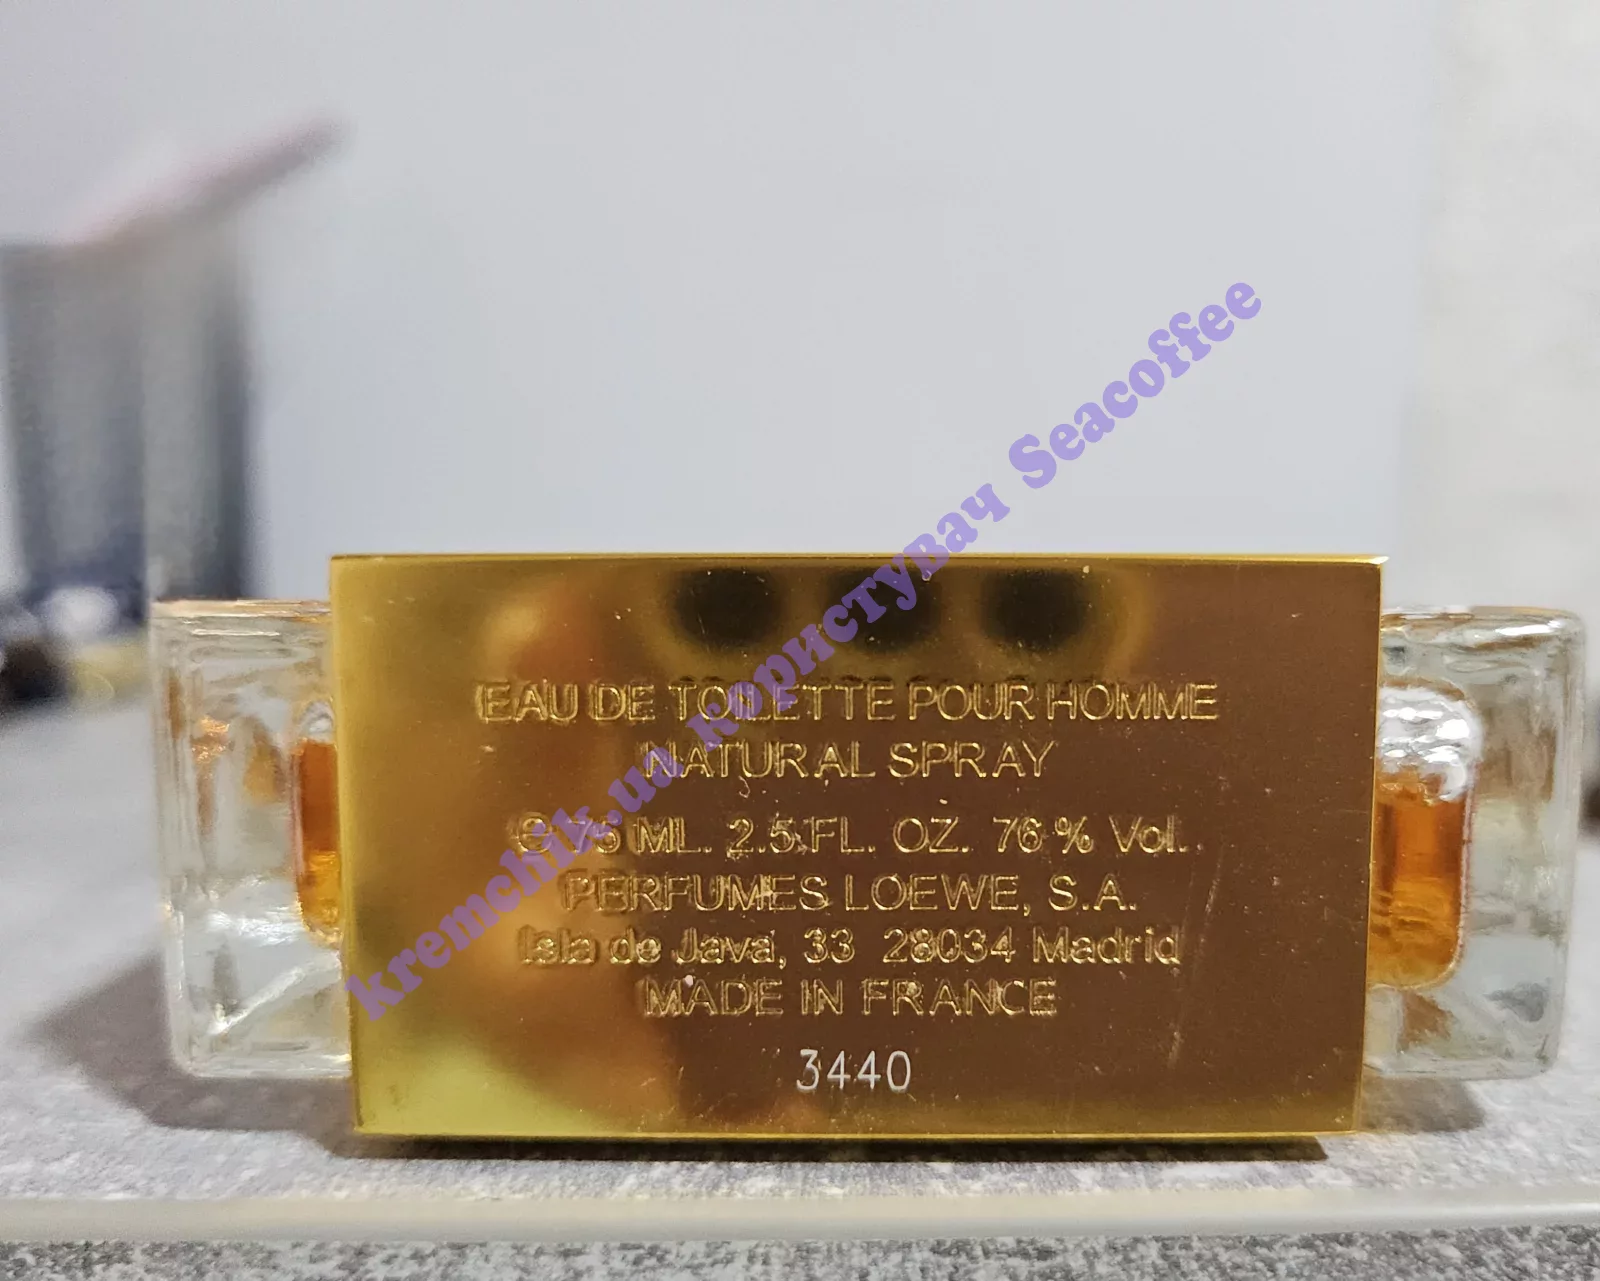 EAU DE TOILETTE POUR HOMME
NATURAL SPRAY
℮ 75 ML. 2.5 FL. OZ. 76 % Vol.
PERFUMES LOEWE, S.A.
Isla de Java, 33 28034 Madrid
MADE IN FRANCE
3440
kremchik.ua користувач Seacoffee